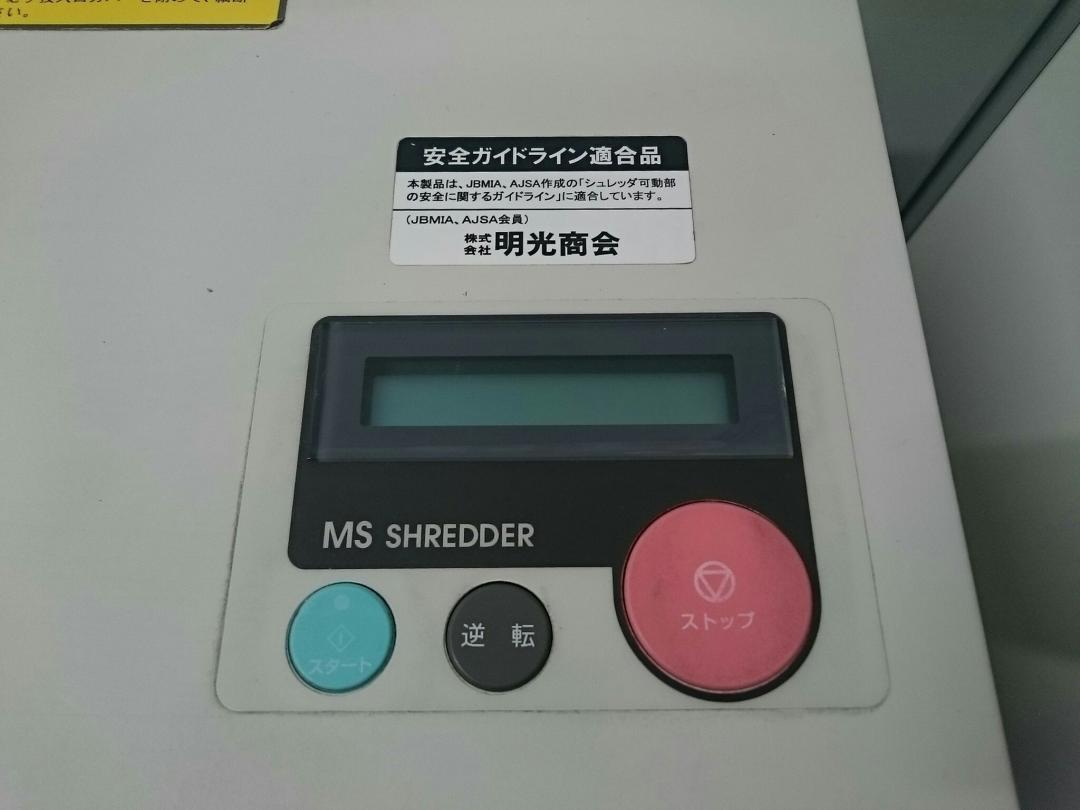 さい。
安全ガイドライン適合品
本製品は、JBMIA、AJSA作成の「シュレッダ可動部
の安全に関するガイドライン」に適合しています。
(JBMIA、AJSA会員)
株式会社 明光商会
MS SHREDDER
スタート
逆 転
ストップ